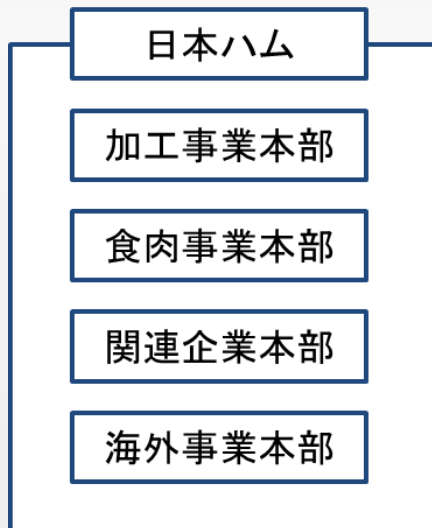 日本ハム
加工事業本部
食肉事業本部
関連企業本部
海外事業本部